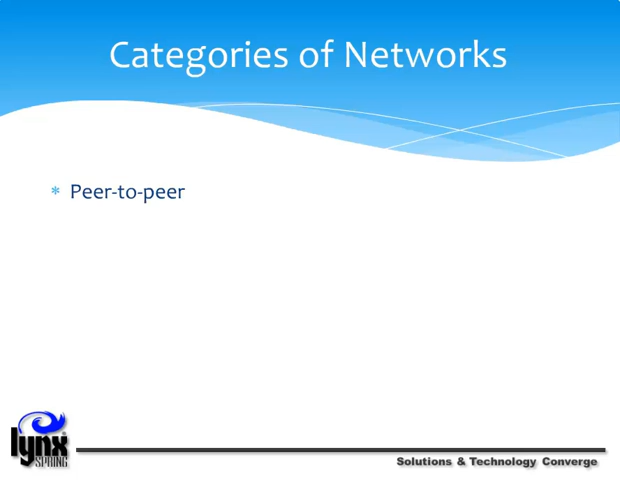 Categories of Networks
* Peer-to-peer
lynx
SPRING
Solutions & Technology Converge